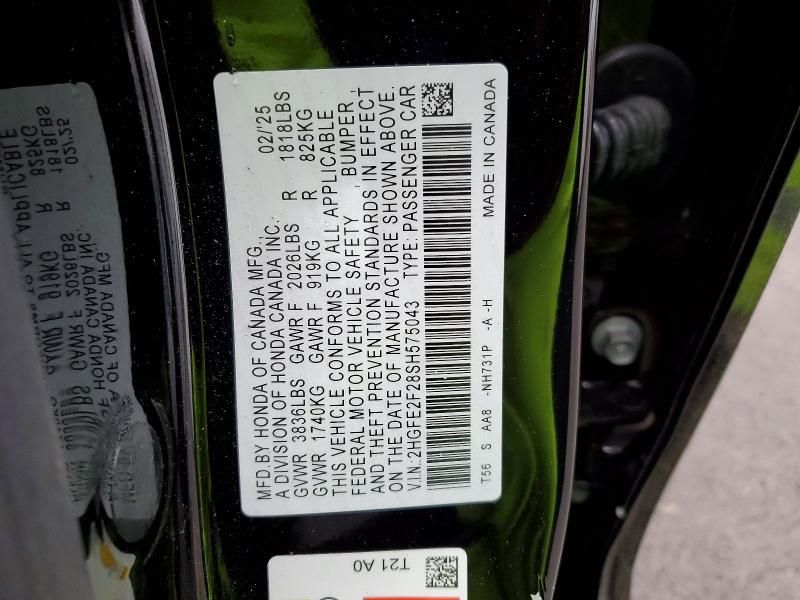 MFD.BY HONDA OF CANADA MFG., 02/'25
A DIVISION OF HONDA CANADA INC.
GVWR 3836LBS GAWR F 2026LBS R 1818LBS
GVWR 1740KG GAWR F 919KG R 825KG
THIS VEHICLE CONFORMS TO ALL APPLICABLE
FEDERAL MOTOR VEHICLE SAFETY , BUMPER ,
AND THEFT PREVENTION STANDARDS IN EFFECT
ON THE DATE OF MANUFACTURE SHOWN ABOVE.
V.I.N.: 2HGFE2F28SH575043 TYPE: PASSENGER CAR
T56 S AA8 -NH731P -A -H MADE IN CANADA
T21 A0